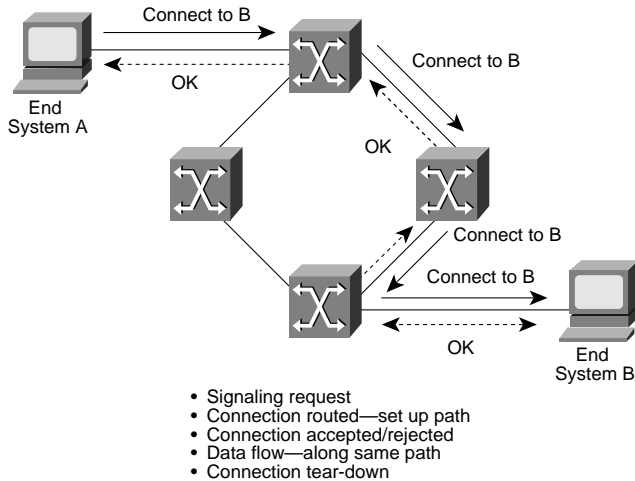 Connect to B
OK
Connect to B
End
System A
OK
Connect to B
Connect to B
OK
End
System B
• Signaling request
• Connection routed—set up path
• Connection accepted/rejected
• Data flow—along same path
• Connection tear-down